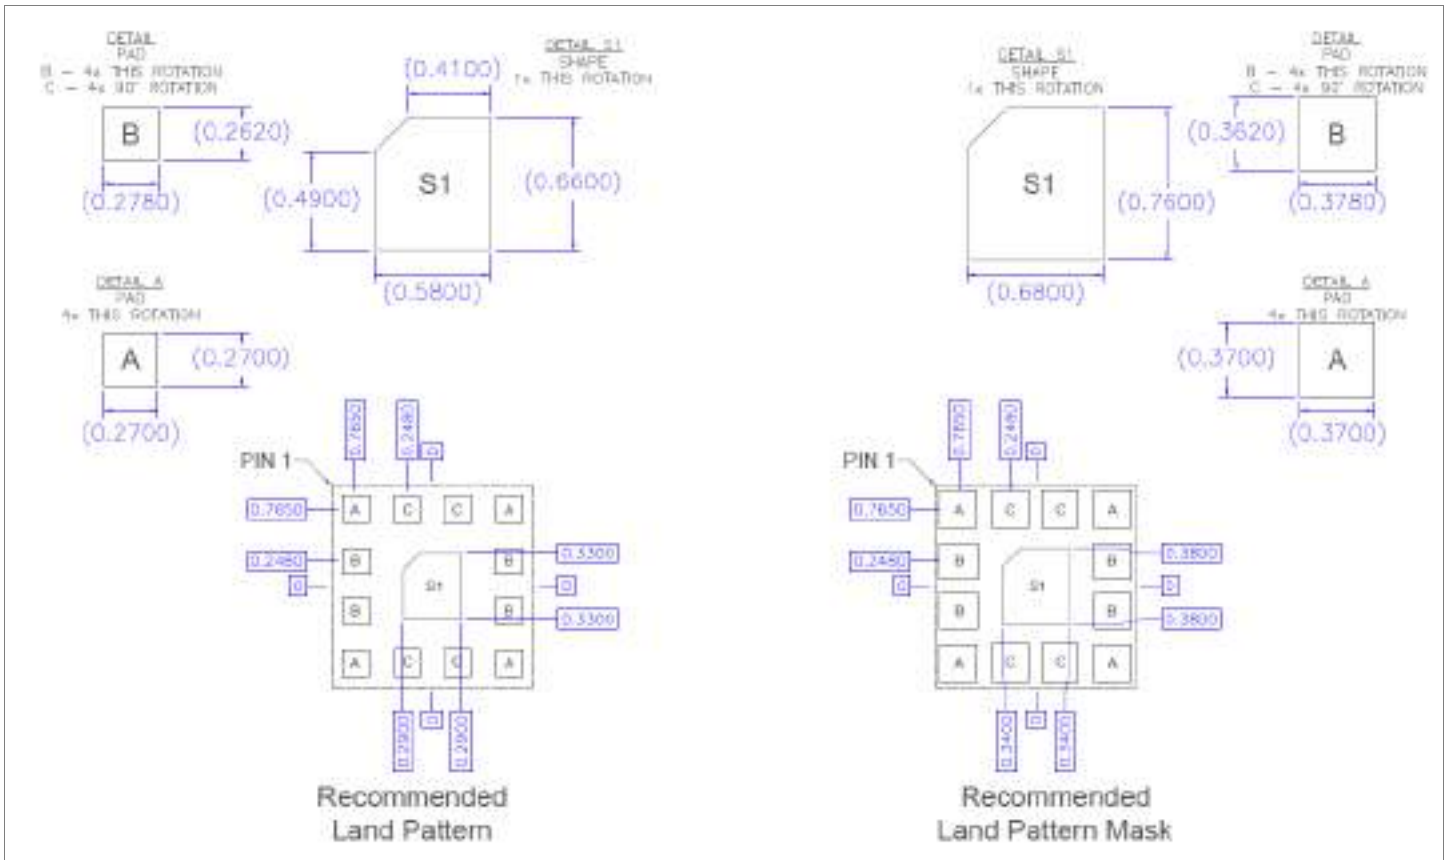 DETAIL
PAD
B - 4x THIS ROTATION
C - 4x 90° ROTATION
B
(0.2620)
(0.2780)
DETAIL S1
SHAPE
1x THIS ROTATION
(0.4100)
S1
(0.4900)
(0.6600)
(0.5800)
DETAIL A
PAD
4x THIS ROTATION
A
(0.2700)
(0.2700)
PIN 1
0.7650
0.2480
0
0.7650
0.2480
0
A C C A
B B
S1
B B
A C C A
0.3300
0
0.3300
0.2900
0
0.2900
Recommended
Land Pattern
DETAIL S1
SHAPE
1x THIS ROTATION
S1
(0.7600)
(0.6800)
DETAIL
PAD
B - 4x THIS ROTATION
C - 4x 90° ROTATION
B
(0.3620)
(0.3780)
DETAIL A
PAD
4x THIS ROTATION
A
(0.3700)
(0.3700)
PIN 1
0.7650
0.2480
0
0.7650
0.2480
0
A C C A
B B
S1
B B
A C C A
0.3800
0
0.3800
0.3400
0
0.3400
Recommended
Land Pattern Mask